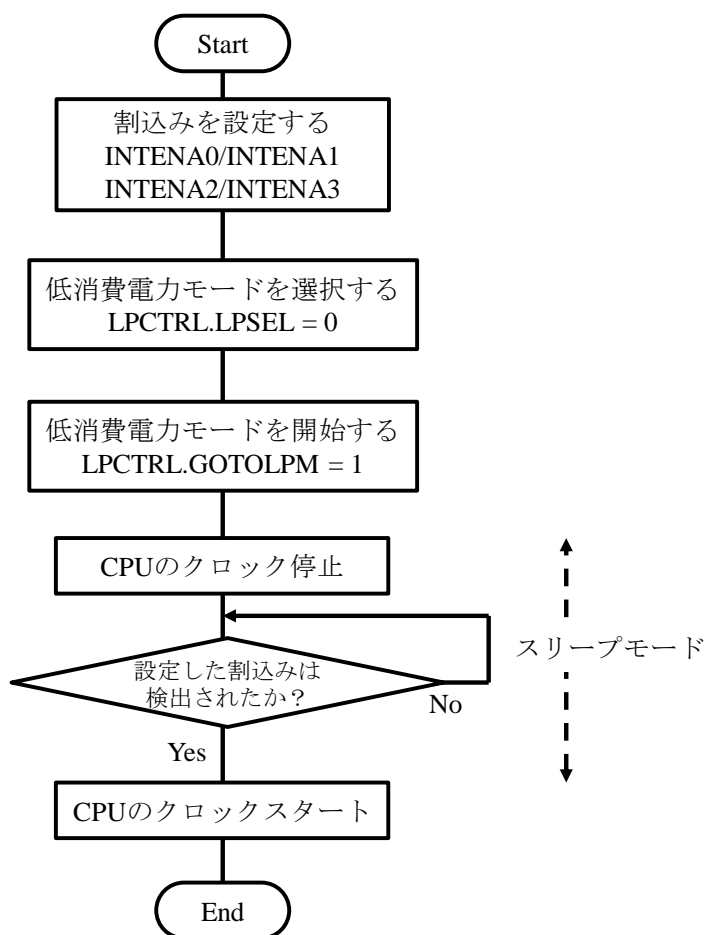 Start
割込みを設定する
INTENA0/INTENA1
INTENA2/INTENA3
低消費電力モードを選択する
LPCTRL.LPSEL = 0
低消費電力モードを開始する
LPCTRL.GOTOLPM = 1
CPUのクロック停止
スリープモード
設定した割込みは
検出されたか？
No
Yes
CPUのクロックスタート
End